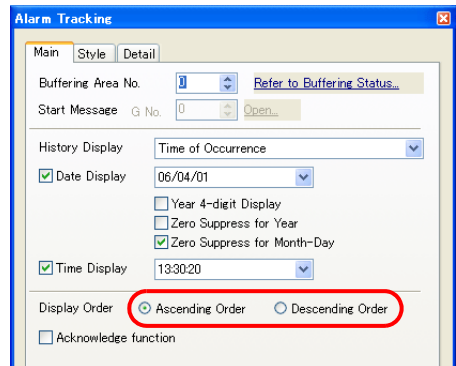 Alarm Tracking
Main Style Detail
Buffering Area No. 0 Refer to Buffering Status...
Start Message G No. 0 Open...
History Display Time of Occurrence
Date Display 06/04/01
Year 4-digit Display
Zero Suppress for Year
Zero Suppress for Month-Day
Time Display 13:30:20
Display Order Ascending Order Descending Order
Acknowledge function